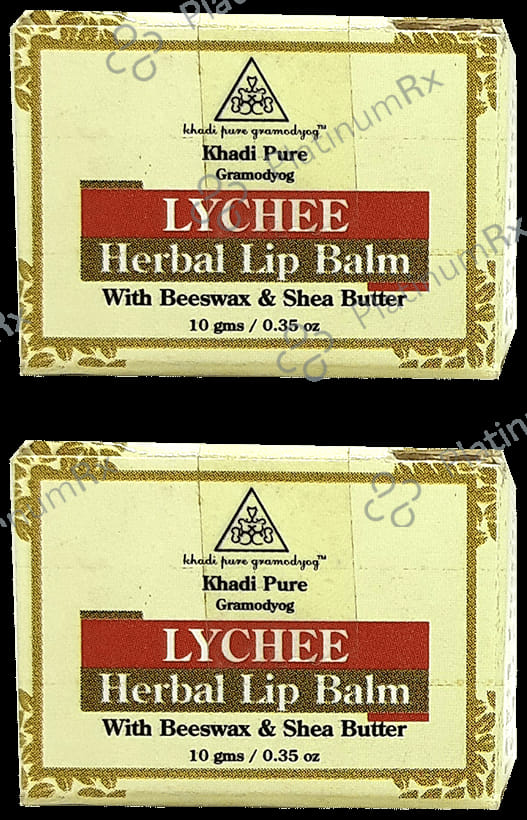 khadi pure gramodyog™
Khadi Pure
Gramodyog
LYCHEE
Herbal Lip Balm
With Beeswax & Shea Butter
10 gms / 0.35 oz
PlatinumRx
PlatinumRx
khadi pure gramodyog™
Khadi Pure
Gramodyog
LYCHEE
Herbal Lip Balm
With Beeswax & Shea Butter
10 gms / 0.35 oz